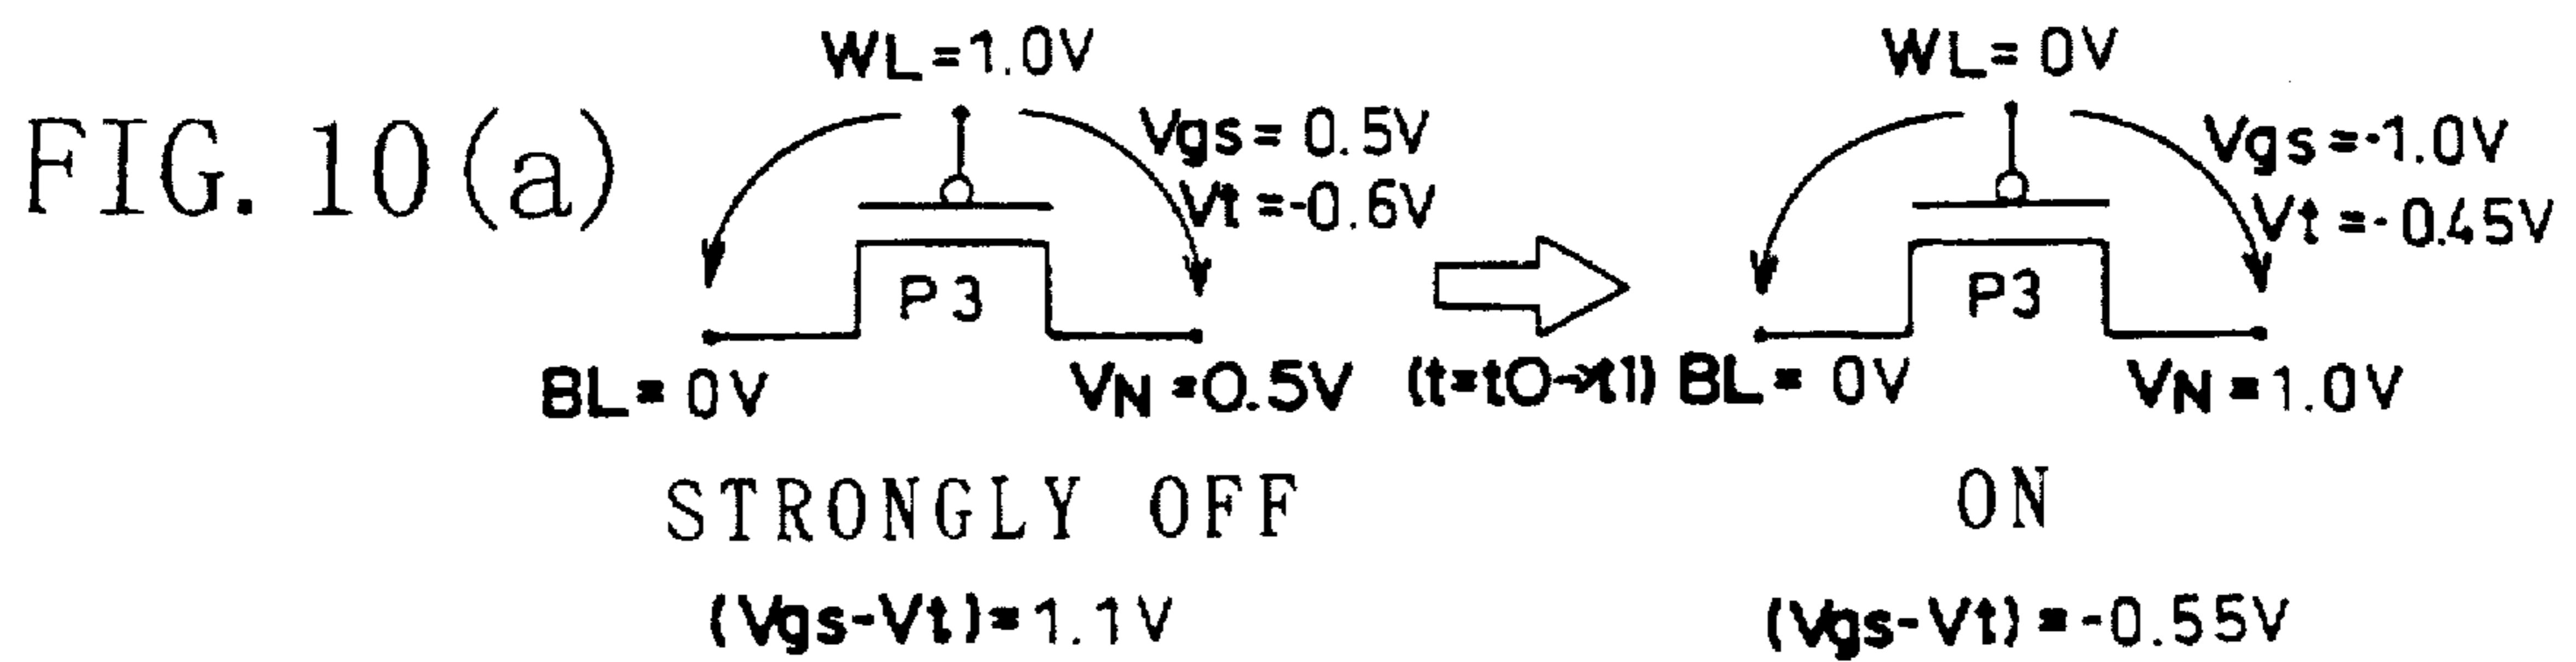 FIG. 10(a)
WL=1.0V
Vgs= 0.5V
Vt=-0.6V
P3
BL= 0V
VN=0.5V
STRONGLY OFF
(Vgs-Vt)=1.1V
(t=t0→t1)
WL= 0V
Vgs=-1.0V
Vt=-0.45V
P3
BL= 0V
VN=1.0V
ON
(Vgs-Vt)=-0.55V